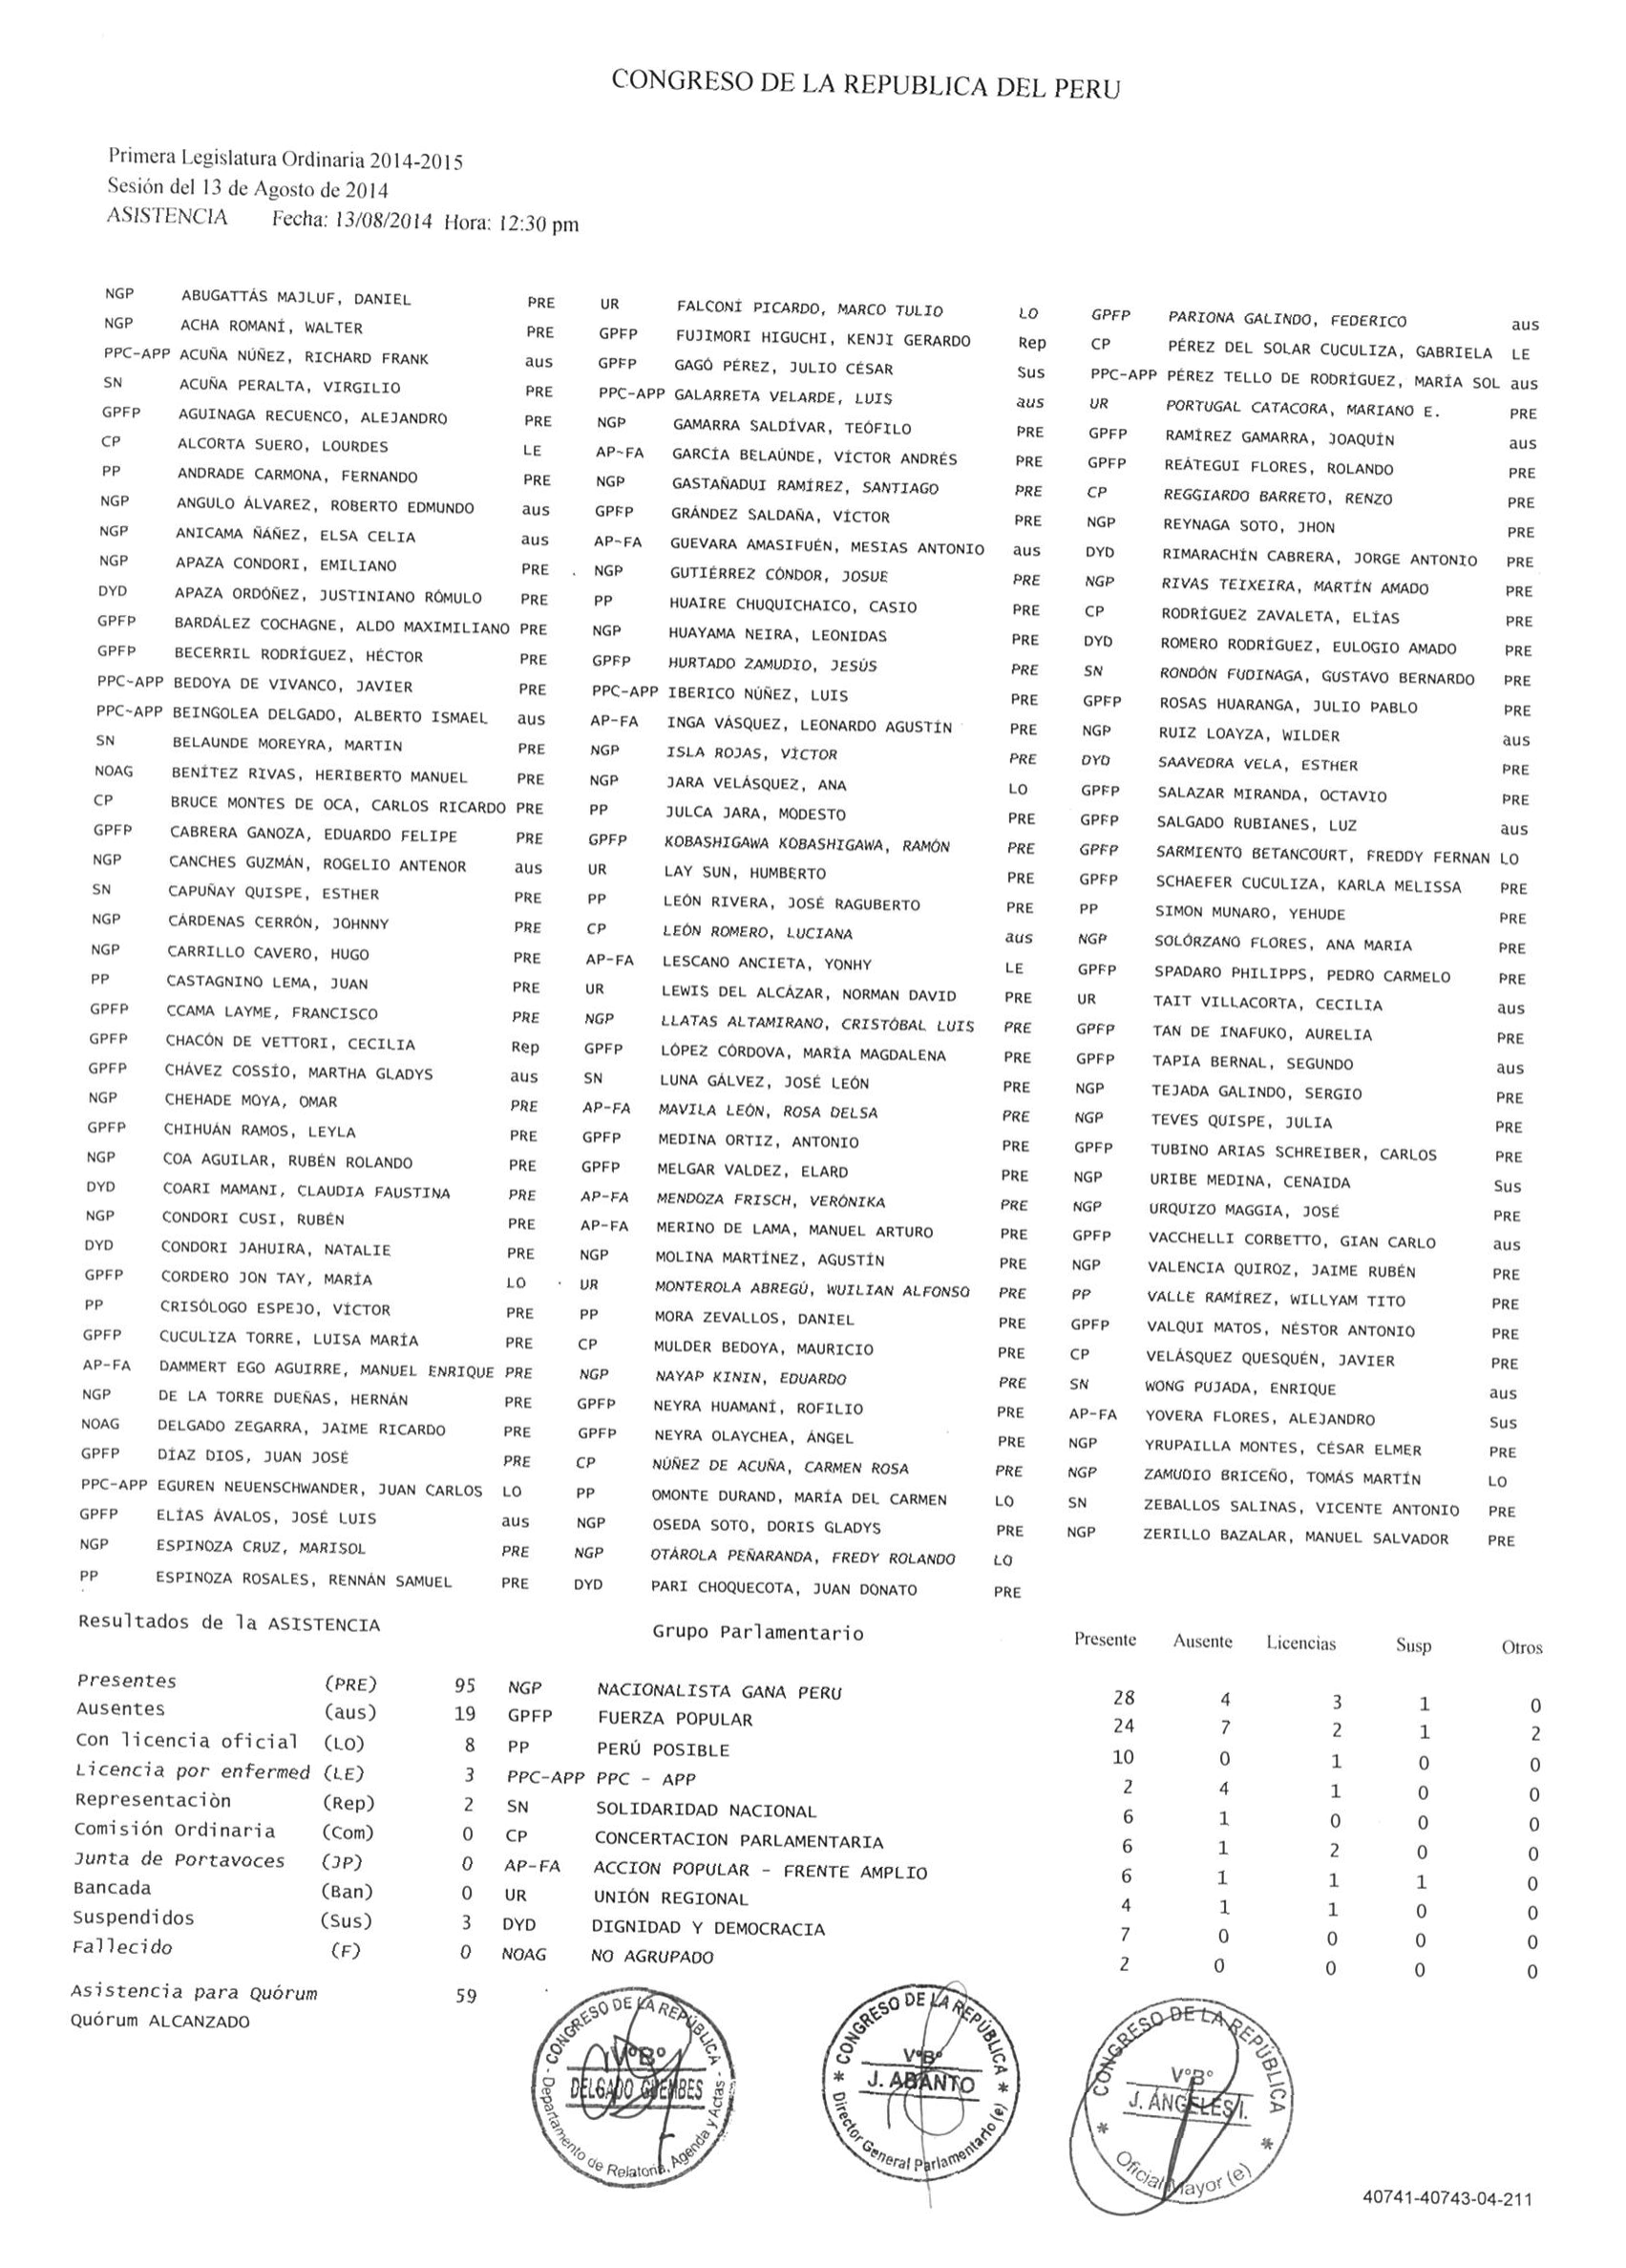 CONGRESO DE LA REPUBLICA DEL PERU
Primera Legislatura Ordinaria 2014-2015
Sesión del 13 de Agosto de 2014
ASISTENCIA Fecha: 13/08/2014 Hora: 12:30 pm
NGP ABUGATTÁS MAJLUF, DANIEL PRE UR FALCONÍ PICARDO, MARCO TULIO LO GPFP PARIONA GALINDO, FEDERICO aus
NGP ACHA ROMANÍ, WALTER PRE GPFP FUJIMORI HIGUCHI, KENJI GERARDO Rep CP PÉREZ DEL SOLAR CUCULIZA, GABRIELA LE
PPC-APP ACUÑA NÚÑEZ, RICHARD FRANK aus GPFP GAGÓ PÉREZ, JULIO CÉSAR Sus PPC-APP PÉREZ TELLO DE RODRÍGUEZ, MARÍA SOL aus
SN ACUÑA PERALTA, VIRGILIO PRE PPC-APP GALARRETA VELARDE, LUIS aus UR PORTUGAL CATACORA, MARIANO E. PRE
GPFP AGUINAGA RECUENCO, ALEJANDRO PRE NGP GAMARRA SALDÍVAR, TEÓFILO PRE GPFP RAMÍREZ GAMARRA, JOAQUÍN aus
CP ALCORTA SUERO, LOURDES LE AP-FA GARCÍA BELAÚNDE, VÍCTOR ANDRÉS PRE GPFP REÁTEGUI FLORES, ROLANDO PRE
PP ANDRADE CARMONA, FERNANDO PRE NGP GASTAÑADUI RAMÍREZ, SANTIAGO PRE CP REGGIARDO BARRETO, RENZO PRE
NGP ANGULO ÁLVAREZ, ROBERTO EDMUNDO aus GPFP GRÁNDEZ SALDAÑA, VÍCTOR PRE NGP REYNAGA SOTO, JHON PRE
NGP ANICAMA ÑÁÑEZ, ELSA CELIA aus AP-FA GUEVARA AMASIFUÉN, MESIAS ANTONIO aus DYD RIMARACHÍN CABRERA, JORGE ANTONIO PRE
NGP APAZA CONDORI, EMILIANO PRE NGP GUTIÉRREZ CÓNDOR, JOSUE PRE NGP RIVAS TEIXEIRA, MARTÍN AMADO PRE
DYD APAZA ORDÓÑEZ, JUSTINIANO RÓMULO PRE PP HUAIRE CHUQUICHAICO, CASIO PRE CP RODRÍGUEZ ZAVALETA, ELÍAS PRE
GPFP BARDÁLEZ COCHAGNE, ALDO MAXIMILIANO PRE NGP HUAYAMA NEIRA, LEONIDAS PRE DYD ROMERO RODRÍGUEZ, EULOGIO AMADO PRE
GPFP BECERRIL RODRÍGUEZ, HÉCTOR PRE GPFP HURTADO ZAMUDIO, JESÚS PRE SN RONDÓN FUDINAGA, GUSTAVO BERNARDO PRE
PPC-APP BEDOYA DE VIVANCO, JAVIER PRE PPC-APP IBERICO NÚÑEZ, LUIS PRE GPFP ROSAS HUARANGA, JULIO PABLO PRE
PPC-APP BEINGOLEA DELGADO, ALBERTO ISMAEL aus AP-FA INGA VÁSQUEZ, LEONARDO AGUSTÍN PRE NGP RUIZ LOAYZA, WILDER aus
SN BELAUNDE MOREYRA, MARTIN PRE NGP ISLA ROJAS, VÍCTOR PRE DYD SAAVEDRA VELA, ESTHER PRE
NOAG BENÍTEZ RIVAS, HERIBERTO MANUEL PRE NGP JARA VELÁSQUEZ, ANA LO GPFP SALAZAR MIRANDA, OCTAVIO PRE
CP BRUCE MONTES DE OCA, CARLOS RICARDO PRE PP JULCA JARA, MODESTO PRE GPFP SALGADO RUBIANES, LUZ aus
GPFP CABRERA GANOZA, EDUARDO FELIPE PRE GPFP KOBASHIGAWA KOBASHIGAWA, RAMÓN PRE GPFP SARMIENTO BETANCOURT, FREDDY FERNAN LO
NGP CANCHES GUZMÁN, ROGELIO ANTENOR aus UR LAY SUN, HUMBERTO PRE GPFP SCHAEFER CUCULIZA, KARLA MELISSA PRE
SN CAPUÑAY QUISPE, ESTHER PRE PP LEÓN RIVERA, JOSÉ RAGUBERTO PRE PP SIMON MUNARO, YEHUDE PRE
NGP CÁRDENAS CERRÓN, JOHNNY PRE CP LEÓN ROMERO, LUCIANA aus NGP SOLÓRZANO FLORES, ANA MARIA PRE
NGP CARRILLO CAVERO, HUGO PRE AP-FA LESCANO ANCIETA, YONHY LE GPFP SPADARO PHILIPPS, PEDRO CARMELO PRE
PP CASTAGNINO LEMA, JUAN PRE UR LEWIS DEL ALCÁZAR, NORMAN DAVID PRE UR TAIT VILLACORTA, CECILIA aus
GPFP CCAMA LAYME, FRANCISCO PRE NGP LLATAS ALTAMIRANO, CRISTÓBAL LUIS PRE GPFP TAN DE INAFUKO, AURELIA PRE
GPFP CHACÓN DE VETTORI, CECILIA Rep GPFP LÓPEZ CÓRDOVA, MARÍA MAGDALENA PRE GPFP TAPIA BERNAL, SEGUNDO aus
GPFP CHÁVEZ COSSÍO, MARTHA GLADYS aus SN LUNA GÁLVEZ, JOSÉ LEÓN PRE NGP TEJADA GALINDO, SERGIO PRE
NGP CHEHADE MOYA, OMAR PRE AP-FA MAVILA LEÓN, ROSA DELSA PRE NGP TEVES QUISPE, JULIA PRE
GPFP CHIHUÁN RAMOS, LEYLA PRE GPFP MEDINA ORTIZ, ANTONIO PRE GPFP TUBINO ARIAS SCHREIBER, CARLOS PRE
NGP COA AGUILAR, RUBÉN ROLANDO PRE GPFP MELGAR VALDEZ, ELARD PRE NGP URIBE MEDINA, CENAIDA Sus
DYD COARI MAMANI, CLAUDIA FAUSTINA PRE AP-FA MENDOZA FRISCH, VERÓNIKA PRE NGP URQUIZO MAGGIA, JOSÉ PRE
NGP CONDORI CUSI, RUBÉN PRE AP-FA MERINO DE LAMA, MANUEL ARTURO PRE GPFP VACCHELLI CORBETTO, GIAN CARLO aus
DYD CONDORI JAHUIRA, NATALIE PRE NGP MOLINA MARTÍNEZ, AGUSTÍN PRE NGP VALENCIA QUIROZ, JAIME RUBÉN PRE
GPFP CORDERO JON TAY, MARÍA LO UR MONTEROLA ABREGÚ, WUILIAN ALFONSO PRE PP VALLE RAMÍREZ, WILLYAM TITO PRE
PP CRISÓLOGO ESPEJO, VÍCTOR PRE PP MORA ZEVALLOS, DANIEL PRE GPFP VALQUI MATOS, NÉSTOR ANTONIO PRE
GPFP CUCULIZA TORRE, LUISA MARÍA PRE CP MULDER BEDOYA, MAURICIO PRE CP VELÁSQUEZ QUESQUÉN, JAVIER PRE
AP-FA DAMMERT EGO AGUIRRE, MANUEL ENRIQUE PRE NGP NAYAP KININ, EDUARDO PRE SN WONG PUJADA, ENRIQUE aus
NGP DE LA TORRE DUEÑAS, HERNÁN PRE GPFP NEYRA HUAMANÍ, ROFILIO PRE AP-FA YOVERA FLORES, ALEJANDRO Sus
NOAG DELGADO ZEGARRA, JAIME RICARDO PRE GPFP NEYRA OLAYCHEA, ÁNGEL PRE NGP YRUPAILLA MONTES, CÉSAR ELMER PRE
GPFP DÍAZ DIOS, JUAN JOSÉ PRE CP NÚÑEZ DE ACUÑA, CARMEN ROSA PRE NGP ZAMUDIO BRICEÑO, TOMÁS MARTÍN LO
PPC-APP EGUREN NEUENSCHWANDER, JUAN CARLOS LO PP OMONTE DURAND, MARÍA DEL CARMEN LO SN ZEBALLOS SALINAS, VICENTE ANTONIO PRE
GPFP ELÍAS ÁVALOS, JOSÉ LUIS aus NGP OSEDA SOTO, DORIS GLADYS PRE NGP ZERILLO BAZALAR, MANUEL SALVADOR PRE
NGP ESPINOZA CRUZ, MARISOL PRE NGP OTÁROLA PEÑARANDA, FREDY ROLANDO LO
PP ESPINOZA ROSALES, RENNÁN SAMUEL PRE DYD PARI CHOQUECOTA, JUAN DONATO PRE
Resultados de la ASISTENCIA Grupo Parlamentario Presente Ausente Licencias Susp Otros
Presentes (PRE) 95 NGP NACIONALISTA GANA PERU 28 4 3 1 0
Ausentes (aus) 19 GPFP FUERZA POPULAR 24 7 2 1 2
Con licencia oficial (LO) 8 PP PERÚ POSIBLE 10 0 1 0 0
Licencia por enfermed (LE) 3 PPC-APP PPC - APP 2 4 1 0 0
Representaciòn (Rep) 2 SN SOLIDARIDAD NACIONAL 6 1 0 0 0
Comisión Ordinaria (Com) 0 CP CONCERTACION PARLAMENTARIA 6 1 2 0 0
Junta de Portavoces (JP) 0 AP-FA ACCION POPULAR - FRENTE AMPLIO 6 1 1 1 0
Bancada (Ban) 0 UR UNIÓN REGIONAL 4 1 1 0 0
Suspendidos (Sus) 3 DYD DIGNIDAD Y DEMOCRACIA 7 0 0 0 0
Fallecido (F) 0 NOAG NO AGRUPADO 2 0 0 0 0
Asistencia para Quórum 59
Quórum ALCANZADO
- CONGRESO DE LA REPÚBLICA -
V°B°
DELGADO GÜEMBES
Departamento de Relatoria, Agenda y Actas
* CONGRESO DE LA REPÚBLICA *
V°B°
J. ABANTO
Director General Parlamentario (e)
* CONGRESO DE LA REPÚBLICA *
V°B°
J. ÁNGELES I.
Oficial Mayor (e)
40741-40743-04-211